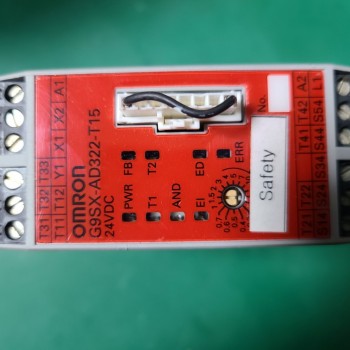 OMRON
G9SX-AD322-T15
24VDC
A1
X2
X1
Y1
T33
T32
T12
T31
T11
FB
T2
ED
ERR
PWR
T1
AND
EI
No.
Safety
A2
L1
T42
S54
T41
S44
S34
T22